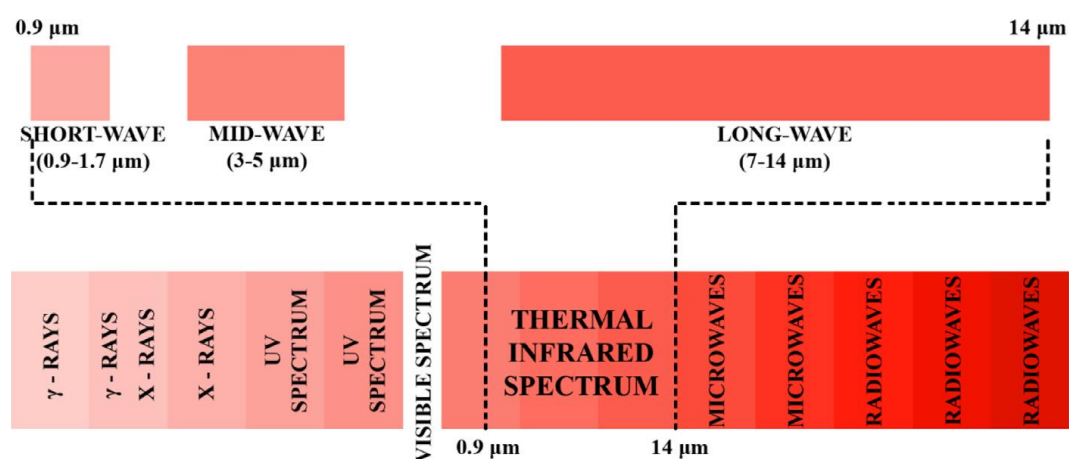 0.9 μm
14 μm
SHORT-WAVE
(0.9-1.7 μm)
MID-WAVE
(3-5 μm)
LONG-WAVE
(7-14 μm)
γ - RAYS
γ - RAYS
X - RAYS
X - RAYS
UV
SPECTRUM
UV
SPECTRUM
VISIBLE SPECTRUM
THERMAL
INFRARED
SPECTRUM
MICROWAVES
MICROWAVES
RADIOWAVES
RADIOWAVES
RADIOWAVES
0.9 μm
14 μm